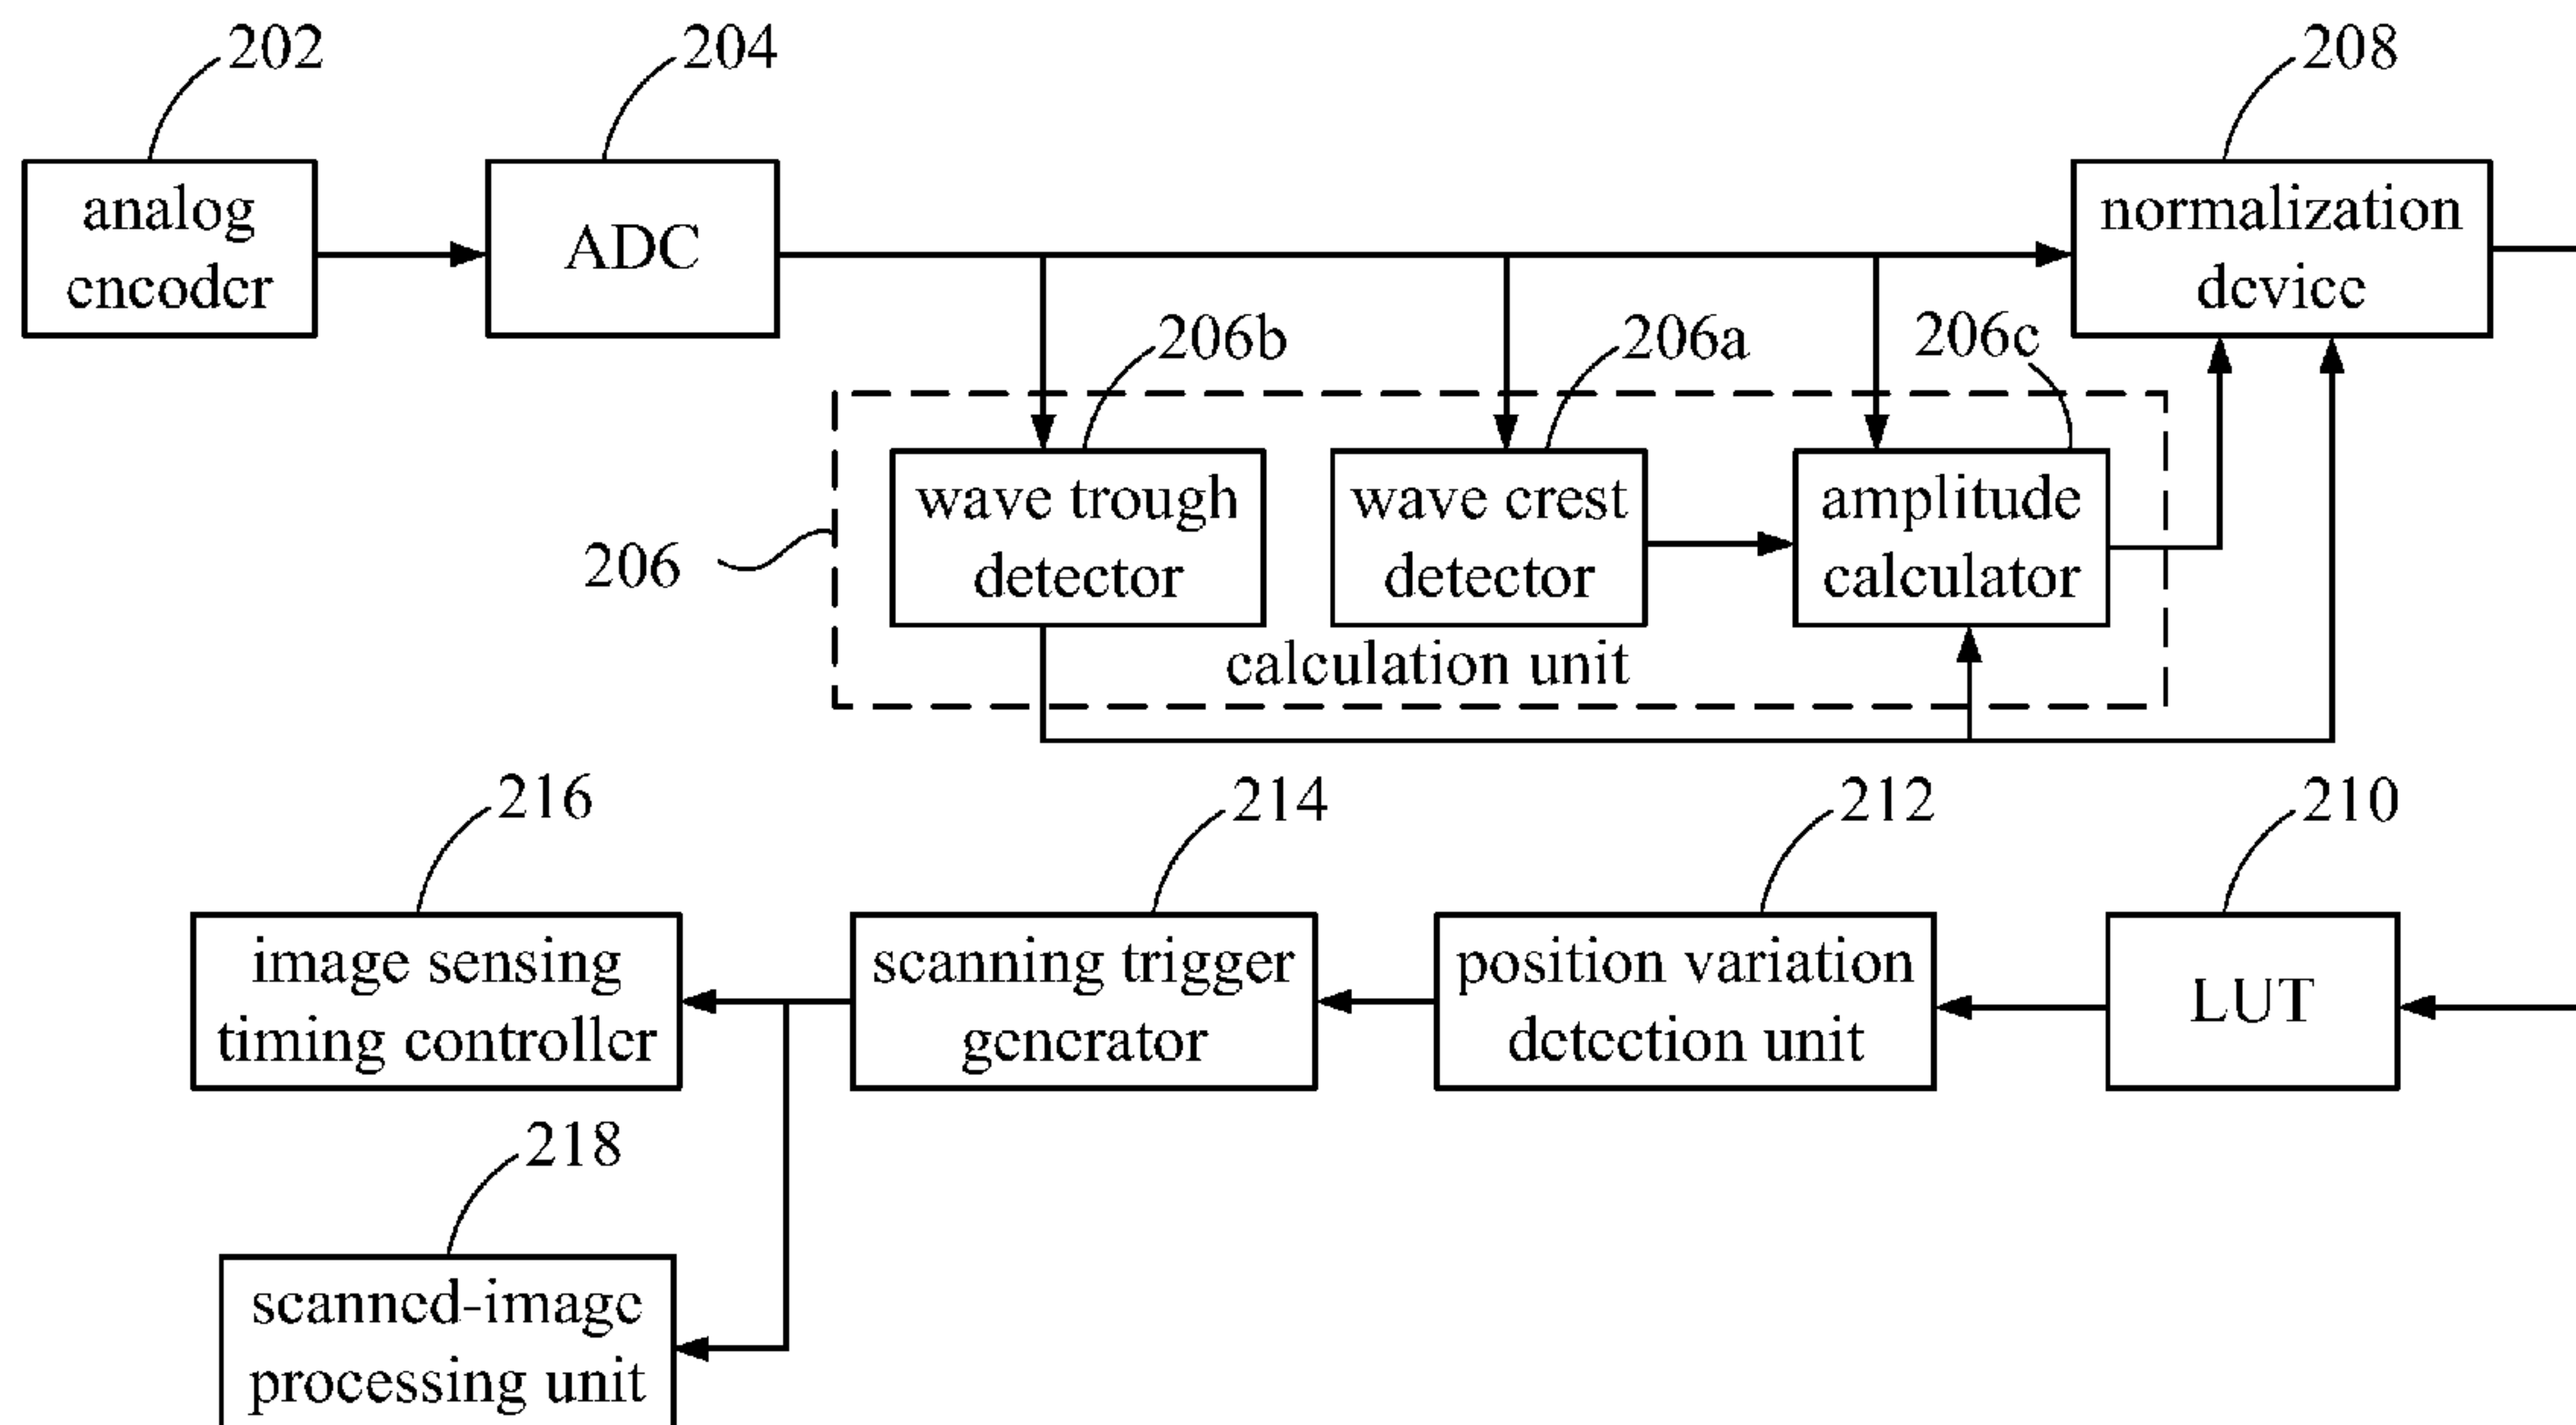 202
204
208
analog
encoder
ADC
normalization
device
206b
206a
206c
wave trough
detector
wave crest
detector
amplitude
calculator
206
calculation unit
216
214
212
210
image sensing
timing controller
scanning trigger
generator
position variation
detection unit
LUT
218
scanned-image
processing unit